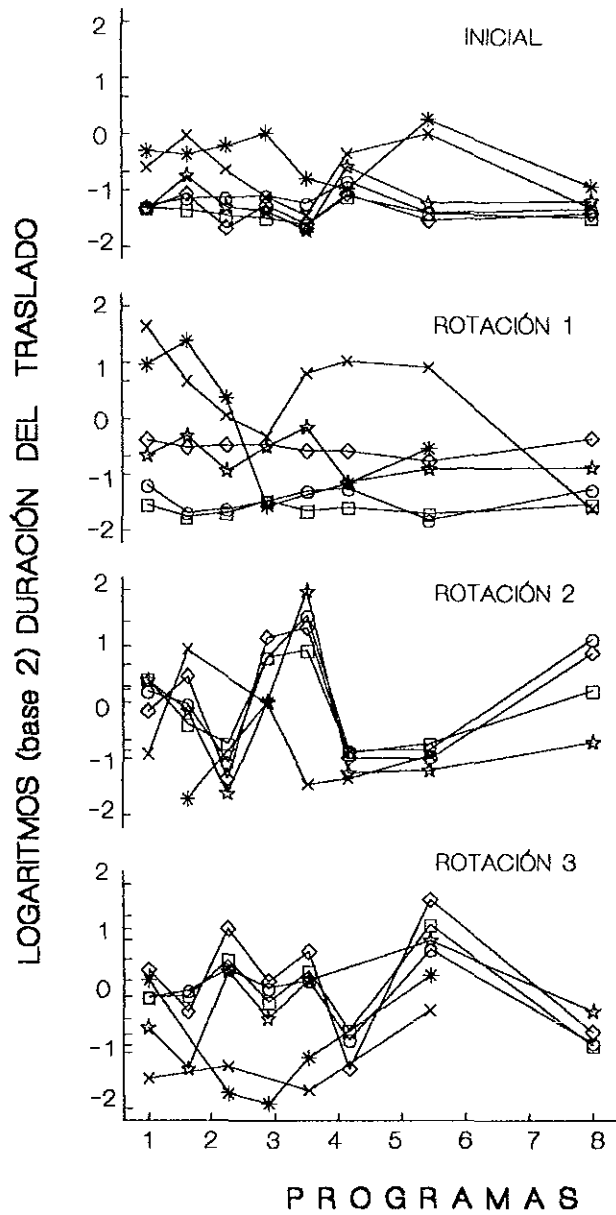 LOGARITMOS (base 2) DURACIÓN DEL TRASLADO
INICIAL
2
1
0
-1
-2
ROTACIÓN 1
2
1
0
-1
-2
ROTACIÓN 2
2
1
0
-1
-2
ROTACIÓN 3
2
1
0
-1
-2
1 2 3 4 5 6 7 8
PROGRAMAS